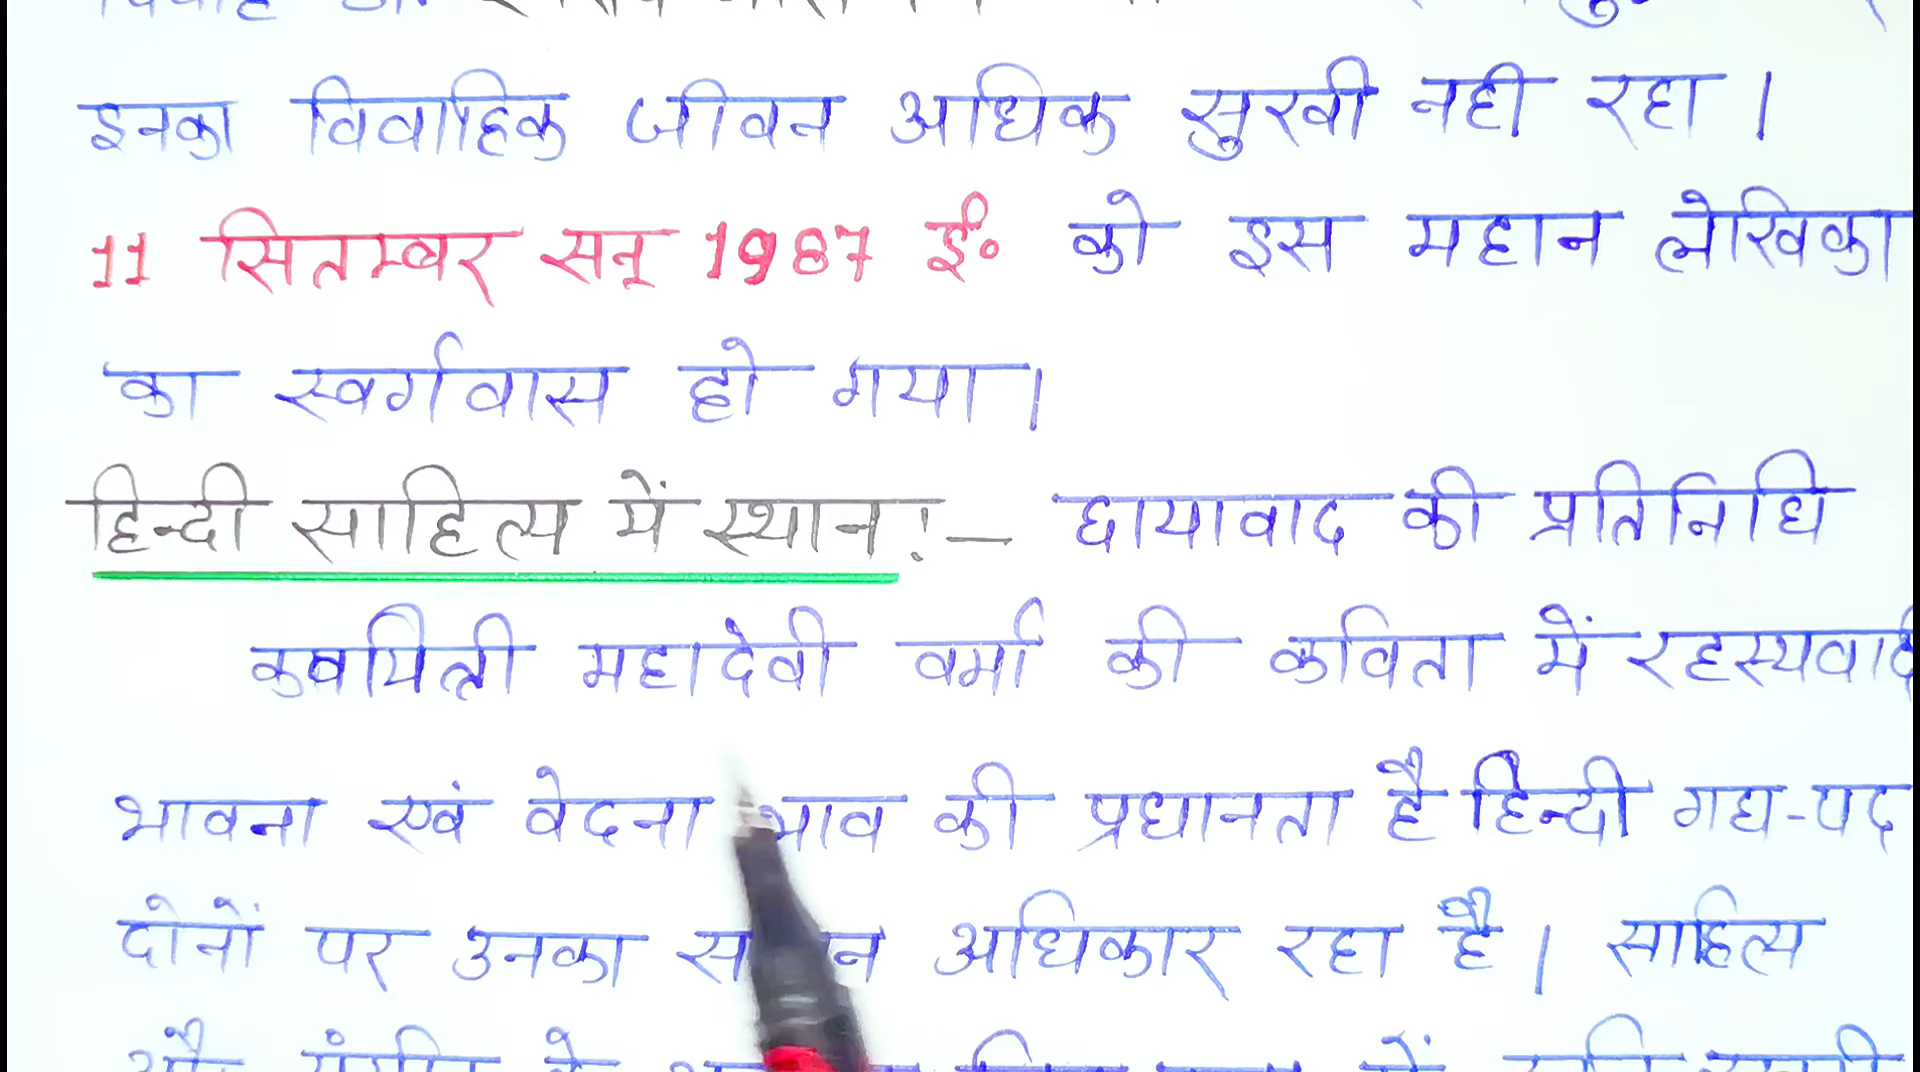 इनका विवाहिक जीवन अधिक सुखी नही रहा ।
11 सितम्बर सन् 1987 ई० को इस महान लेखिका
का स्वर्गवास हो गया।
हिन्दी साहित्य में स्थान:— छायावाद की प्रतिनिधि
कवयित्री महादेवी वर्मा की कविता में रहस्यवाद
भावना एवं वेदना भाव की प्रधानता है हिन्दी गद्य-पद
दोनों पर उनका अधिकार रहा है। साहित्य